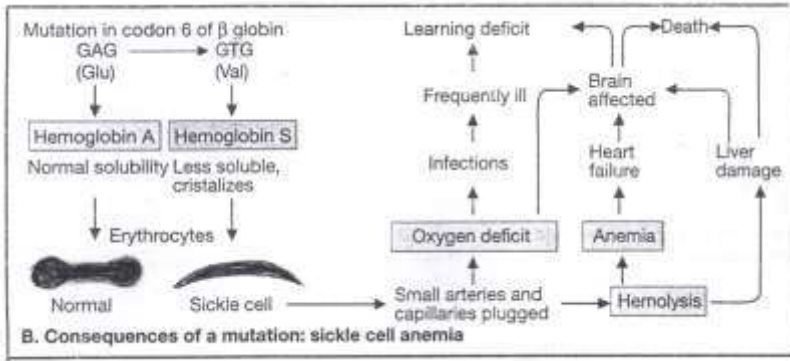 Mutation in codon 6 of β globin
GAG
GTG
(Glu)
(Val)
Hemoglobin A
Hemoglobin S
Normal solubility
Less soluble,
cristalizes
Erythrocytes
Normal
Sickle cell
Learning deficit
Death
Frequently ill
Brain
affected
Infections
Heart
failure
Liver
damage
Oxygen deficit
Anemia
Small arteries and
capillaries plugged
Hemolysis
B. Consequences of a mutation: sickle cell anemia